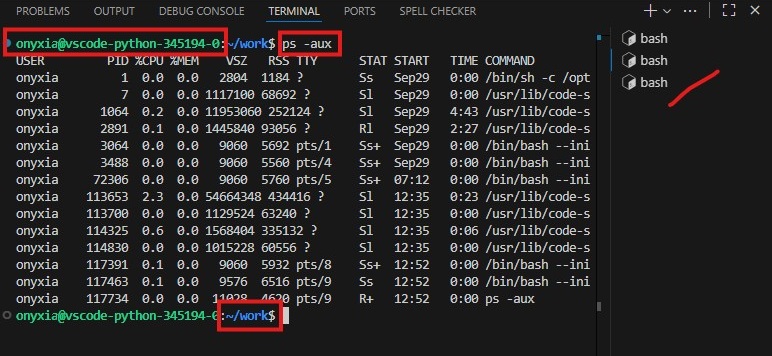 PROBLEMS OUTPUT DEBUG CONSOLE TERMINAL PORTS SPELL CHECKER
onyxia@vscode-python-345194-0:~/work$ ps -aux
USER PID %CPU %MEM VSZ RSS TTY STAT START TIME COMMAND
onyxia 1 0.0 0.0 2804 1184 ? Ss Sep29 0:00 /bin/sh -c /opt
onyxia 7 0.0 0.0 1117100 68692 ? Sl Sep29 0:00 /usr/lib/code-s
onyxia 1064 0.2 0.0 11953060 252124 ? Sl Sep29 4:43 /usr/lib/code-s
onyxia 2891 0.1 0.0 1445840 93056 ? Rl Sep29 2:27 /usr/lib/code-s
onyxia 3064 0.0 0.0 9060 5692 pts/1 Ss+ Sep29 0:00 /bin/bash --ini
onyxia 3488 0.0 0.0 9060 5560 pts/4 Ss+ Sep29 0:00 /bin/bash --ini
onyxia 72306 0.0 0.0 9060 5760 pts/5 Ss+ 07:12 0:00 /bin/bash --ini
onyxia 113653 2.3 0.0 54664348 434416 ? Sl 12:35 0:23 /usr/lib/code-s
onyxia 113700 0.0 0.0 1129524 63240 ? Sl 12:35 0:00 /usr/lib/code-s
onyxia 114325 0.6 0.0 1568404 335132 ? Sl 12:35 0:06 /usr/lib/code-s
onyxia 114830 0.0 0.0 1015228 60556 ? Sl 12:35 0:00 /usr/lib/code-s
onyxia 117391 0.1 0.0 9060 5932 pts/8 Ss+ 12:52 0:00 /bin/bash --ini
onyxia 117463 0.1 0.0 9576 6516 pts/9 Ss 12:52 0:00 /bin/bash --ini
onyxia 117734 0.0 0.0 11028 4620 pts/9 R+ 12:52 0:00 ps -aux
onyxia@vscode-python-345194-0:~/work$
bash
bash
bash